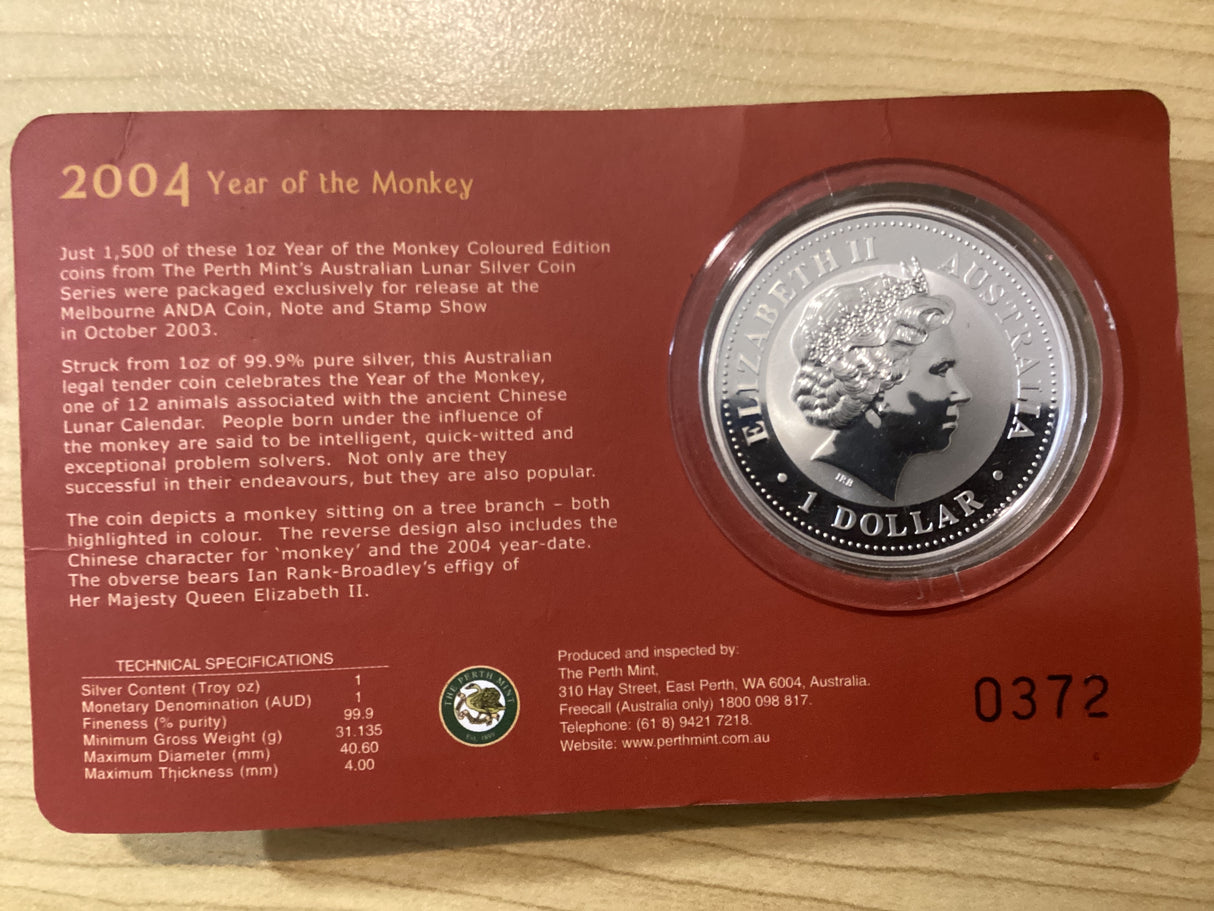 2004 Year of the Monkey
Just 1,500 of these 1oz Year of the Monkey Coloured Edition
coins from The Perth Mint's Australian Lunar Silver Coin
Series were packaged exclusively for release at the
Melbourne ANDA Coin, Note and Stamp Show
in October 2003.
Struck from 1oz of 99.9% pure silver, this Australian
legal tender coin celebrates the Year of the Monkey,
one of 12 animals associated with the ancient Chinese
Lunar Calendar. People born under the influence of
the monkey are said to be intelligent, quick-witted and
exceptional problem solvers. Not only are they
successful in their endeavours, but they are also popular.
The coin depicts a monkey sitting on a tree branch – both
highlighted in colour. The reverse design also includes the
Chinese character for 'monkey' and the 2004 year-date.
The obverse bears Ian Rank-Broadley's effigy of
Her Majesty Queen Elizabeth II.
ELIZABETH II AUSTRALIA
IRB
• 1 DOLLAR •
TECHNICAL SPECIFICATIONS
Silver Content (Troy oz) 1
Monetary Denomination (AUD) 1
Fineness (% purity) 99.9
Minimum Gross Weight (g) 31.135
Maximum Diameter (mm) 40.60
Maximum Thickness (mm) 4.00
THE PERTH MINT
EST. 1899
Produced and inspected by:
The Perth Mint,
310 Hay Street, East Perth, WA 6004, Australia.
Freecall (Australia only) 1800 098 817.
Telephone: (61 8) 9421 7218.
Website: www.perthmint.com.au
0372